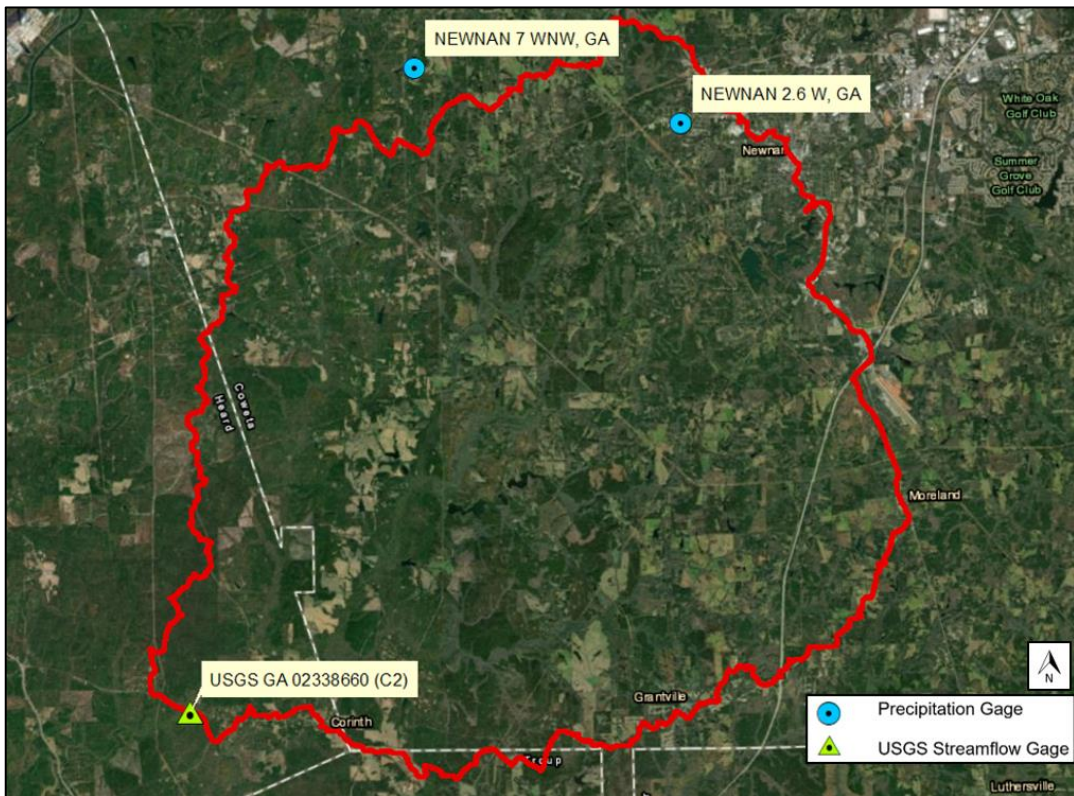 NEWNAN 7 WNW, GA
NEWNAN 2.6 W, GA
White Oak
Golf Club
Newnan
Summer
Grove
Golf Club
Coweta
Heard
Moreland
USGS GA 02338660 (C2)
Grantville
Corinth
N
Precipitation Gage
USGS Streamflow Gage
roup
Luthersville